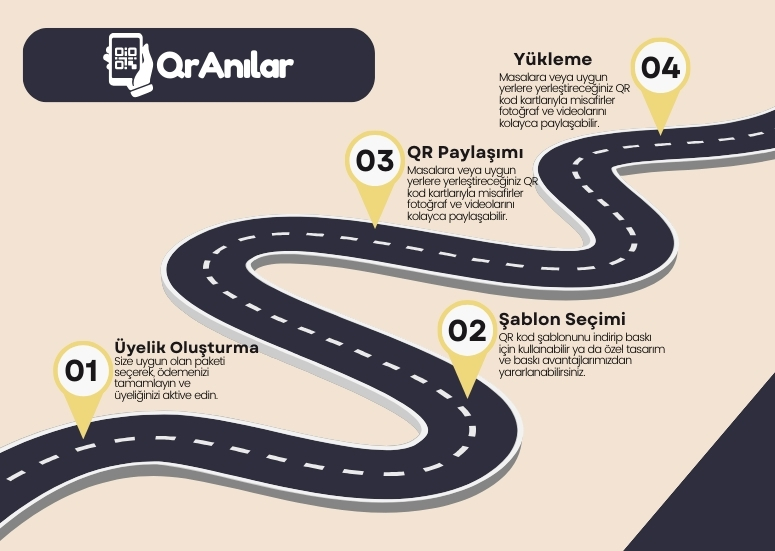 QrAnılar
01
Üyelik Oluşturma
Size uygun olan paketi
seçerek, ödemenizi
tamamlayın ve
üyeliğinizi aktive edin.
02
Şablon Seçimi
QR kod şablonunu indirip baskı
için kullanabilir ya da özel tasarım
ve baskı avantajlarımızdan
yararlanabilirsiniz.
03
QR Paylaşımı
Masalara veya uygun
yerlere yerleştireceğiniz QR
kod kartlarıyla misafirler
fotoğraf ve videolarını
kolayca paylaşabilir.
04
Yükleme
Masalara veya uygun
yerlere yerleştireceğiniz QR
kod kartlarıyla misafirler
fotoğraf ve videolarını
kolayca paylaşabilir.